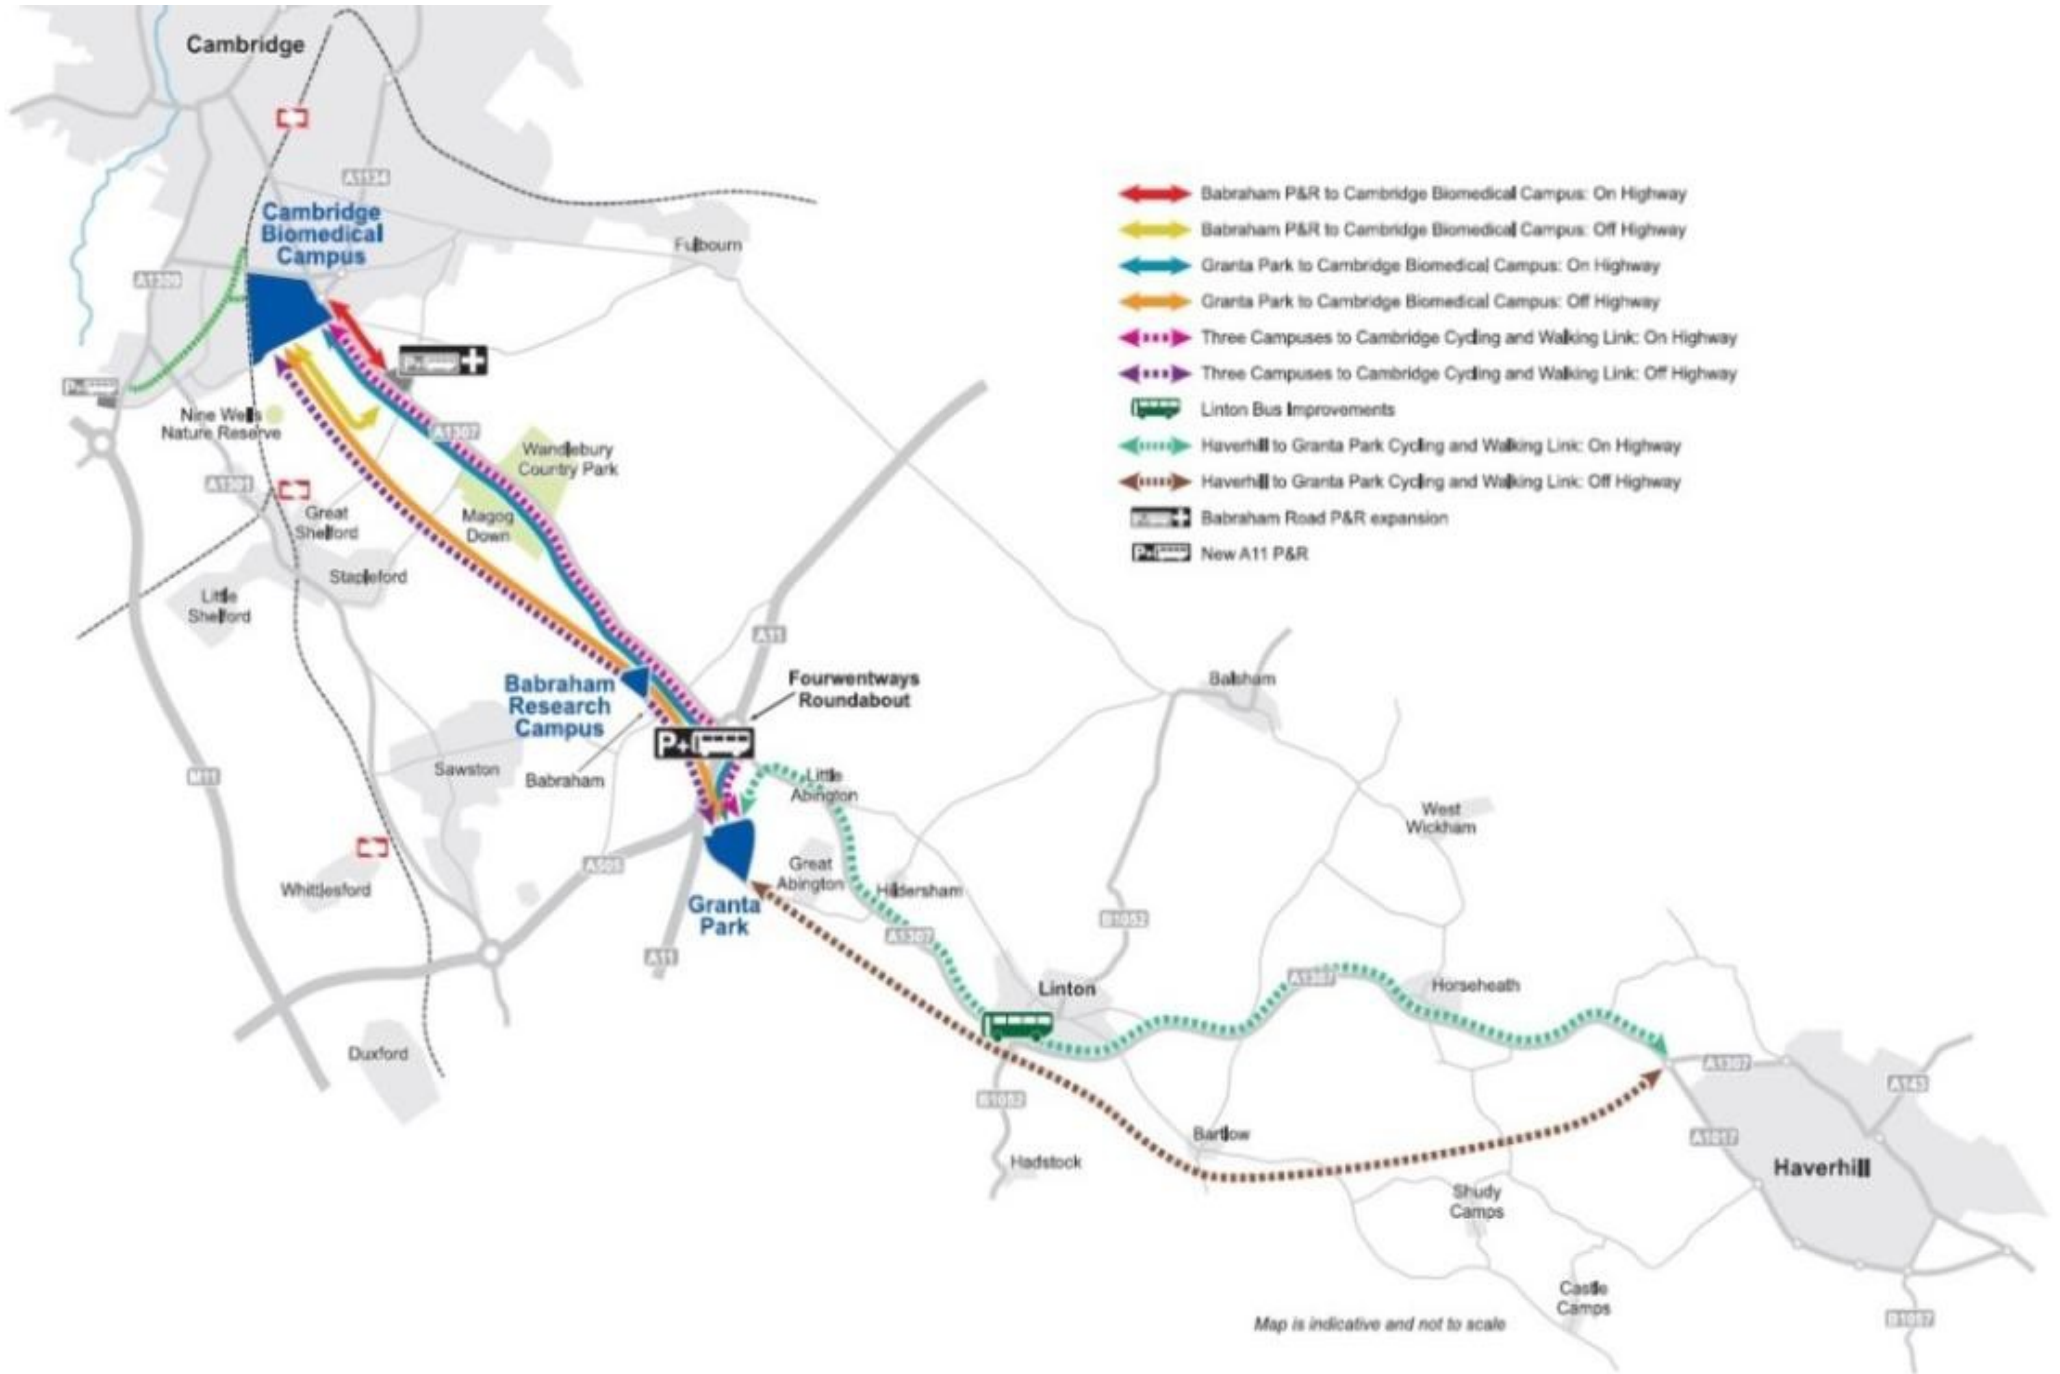 Cambridge
A1134
Cambridge
Biomedical
Campus
Fulbourn
A1309
Nine Wells
Nature Reserve
A1307
Wandlebury
Country Park
A1301
Great
Shelford
Magog
Down
Stapleford
Little
Shelford
A11
Babraham
Research
Campus
Fourwentways
Roundabout
P+
M11
Sawston
Babraham
Little
Abington
A505
Great
Abington
Hildersham
Whittlesford
Granta
Park
A11
A1307
Duxford
Balsham
West
Wickham
B1052
Linton
A1307
Horseheath
B1052
Hadstock
Bartlow
Shudy
Camps
Castle
Camps
A1307
A143
A1017
Haverhill
B1057
Babraham P&R to Cambridge Biomedical Campus: On Highway
Babraham P&R to Cambridge Biomedical Campus: Off Highway
Granta Park to Cambridge Biomedical Campus: On Highway
Granta Park to Cambridge Biomedical Campus: Off Highway
Three Campuses to Cambridge Cycling and Walking Link: On Highway
Three Campuses to Cambridge Cycling and Walking Link: Off Highway
Linton Bus Improvements
Haverhill to Granta Park Cycling and Walking Link: On Highway
Haverhill to Granta Park Cycling and Walking Link: Off Highway
Babraham Road P&R expansion
P+ New A11 P&R
Map is indicative and not to scale